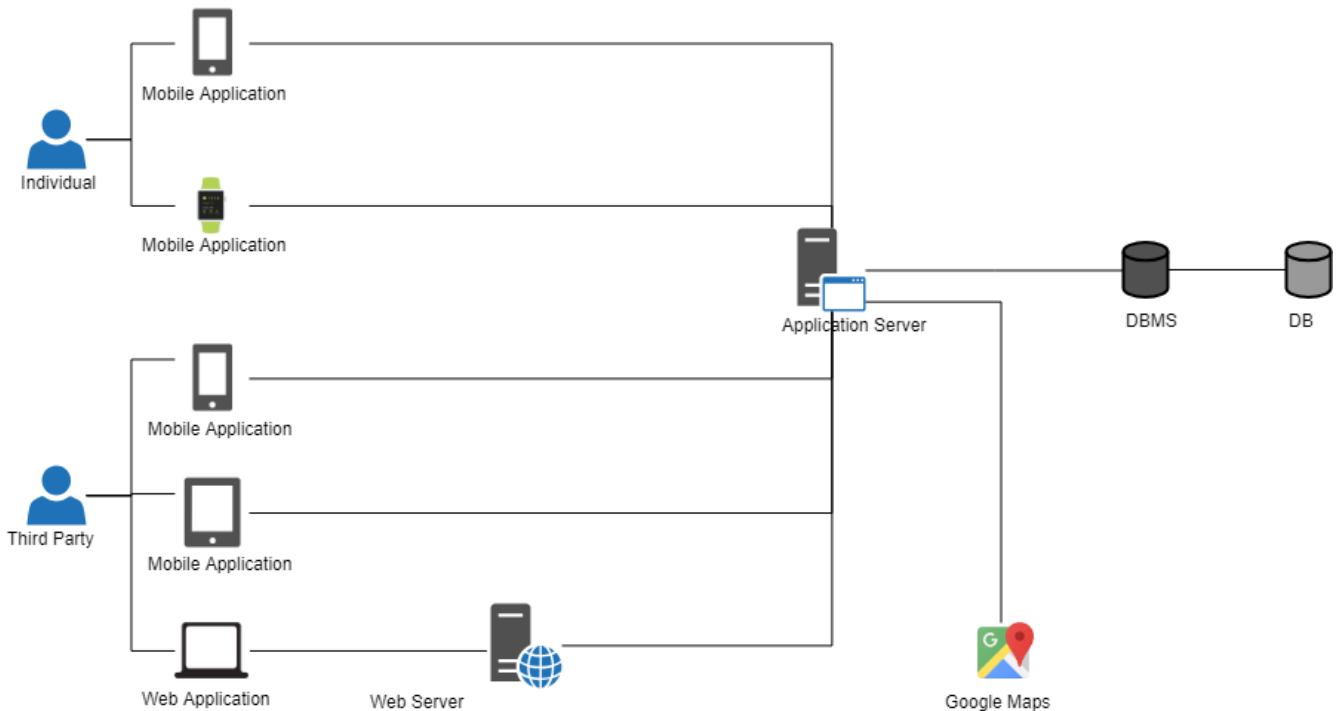 Mobile Application
Individual
Mobile Application
Application Server
DBMS
DB
Mobile Application
Third Party
Mobile Application
Web Application
Web Server
G
Google Maps